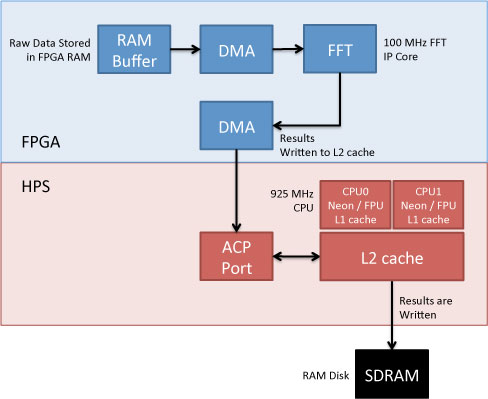 Raw Data Stored
in FPGA RAM
RAM
Buffer
DMA
FFT
100 MHz FFT
IP Core
DMA
Results
Written to L2 cache
FPGA
HPS
925 MHz
CPU
CPU0
Neon / FPU
L1 cache
CPU1
Neon / FPU
L1 cache
ACP
Port
L2 cache
Results are
Written
RAM Disk
SDRAM